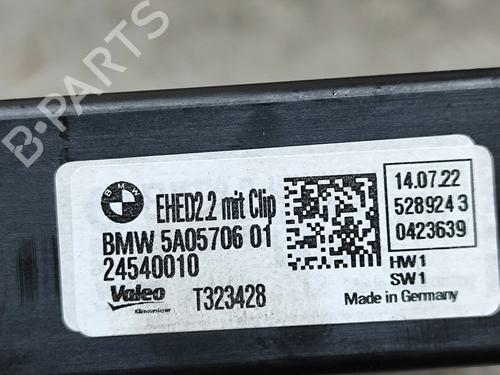 B-PARTS
BMW
EHED2.2 mit Clip
BMW 5A05706 01
24540010
Valeo T323428
Klimasysteme
14.07.22
528924 3
0423639
HW1
SW1
Made in Germany